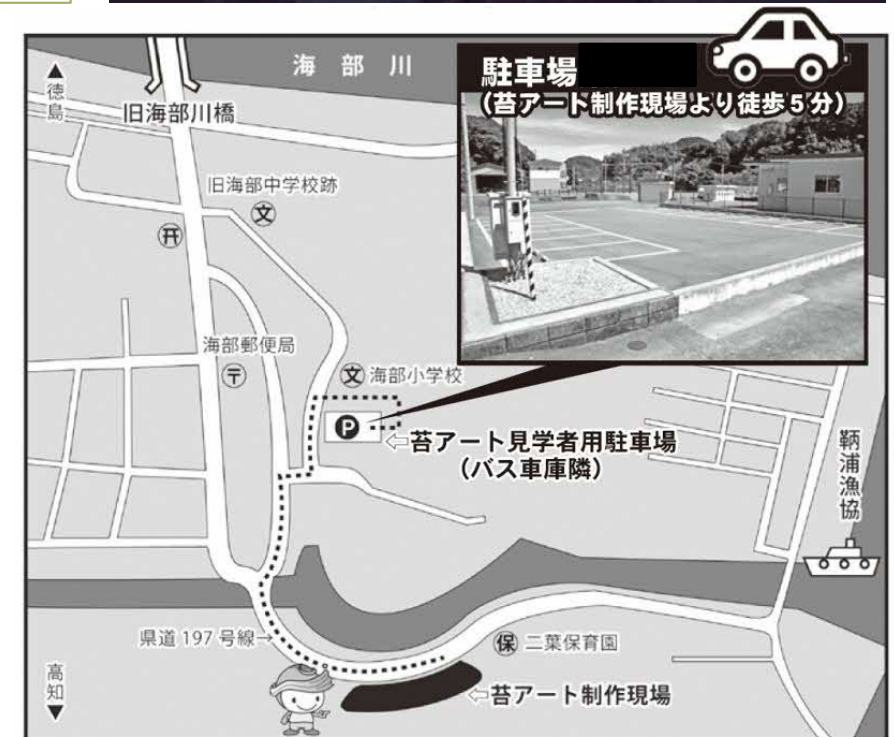 海部川
駐車場
(苔アート制作現場より徒歩5分)
▲徳島
旧海部川橋
旧海部中学校跡
文
海部郵便局
〒
文 海部小学校
P
⇦苔アート見学者用駐車場
(バス車庫隣)
鞆浦漁協
県道197号線→
保 二葉保育園
高知▼
⇦苔アート制作現場